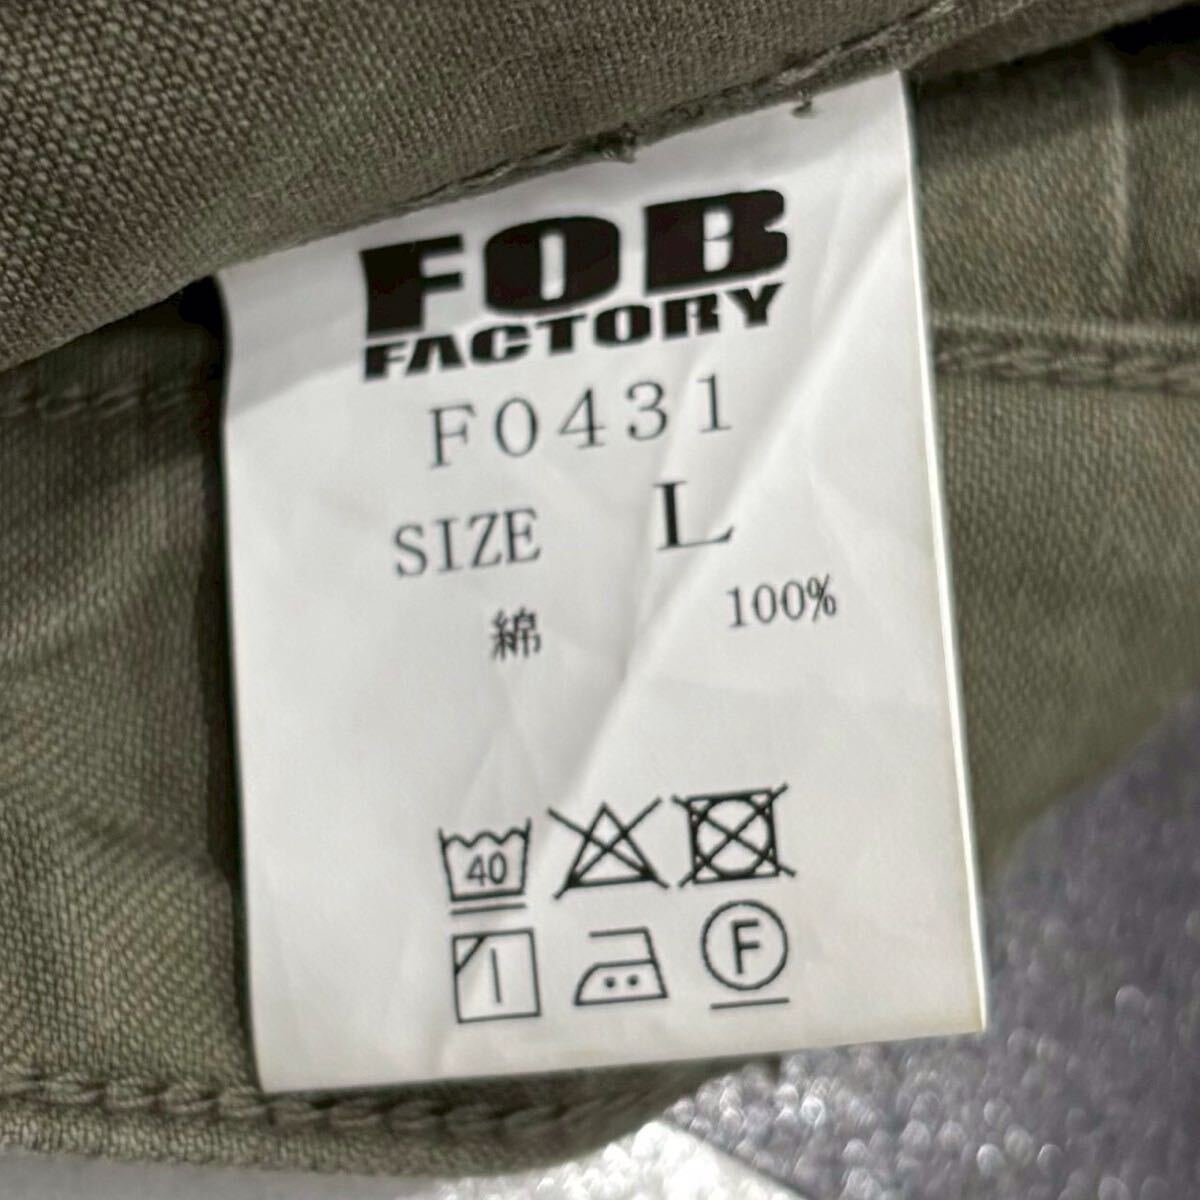 FOB
FACTORY
F0431
SIZE L
綿 100%
40
F